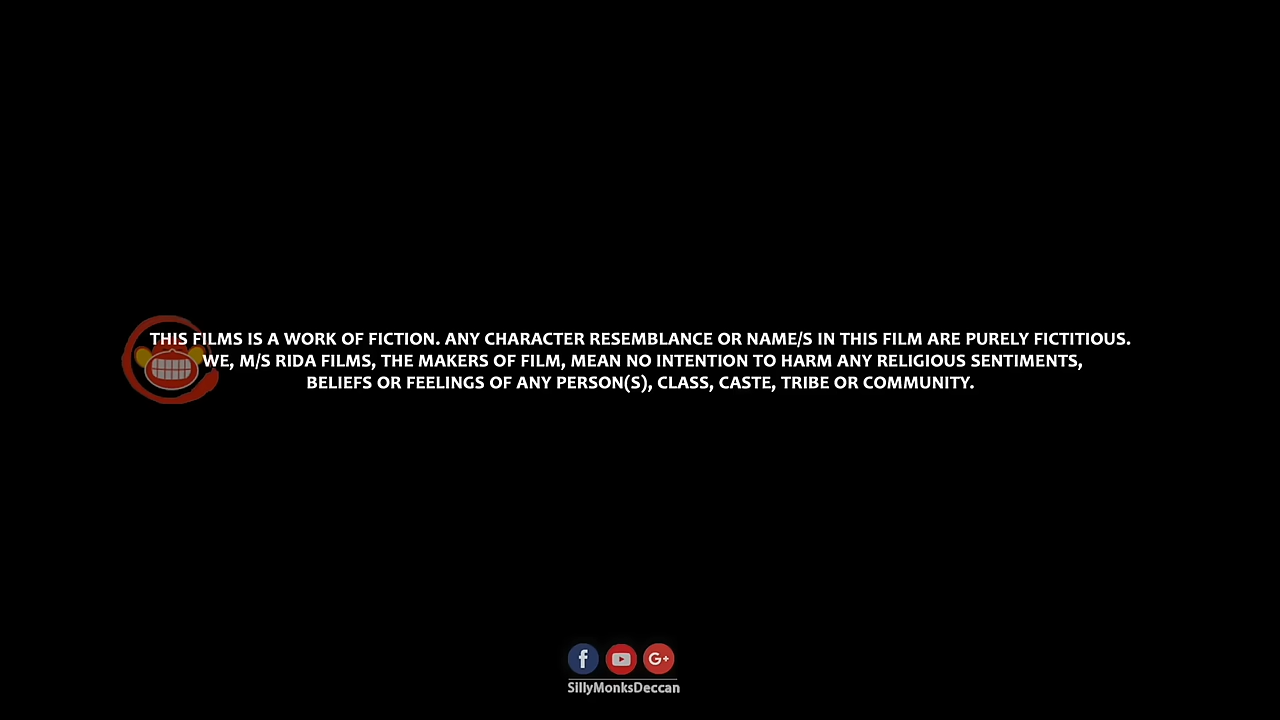 THIS FILMS IS A WORK OF FICTION. ANY CHARACTER RESEMBLANCE OR NAME/S IN THIS FILM ARE PURELY FICTITIOUS.
WE, M/S RIDA FILMS, THE MAKERS OF FILM, MEAN NO INTENTION TO HARM ANY RELIGIOUS SENTIMENTS,
BELIEFS OR FEELINGS OF ANY PERSON(S), CLASS, CASTE, TRIBE OR COMMUNITY.
f G+
SillyMonksDeccan